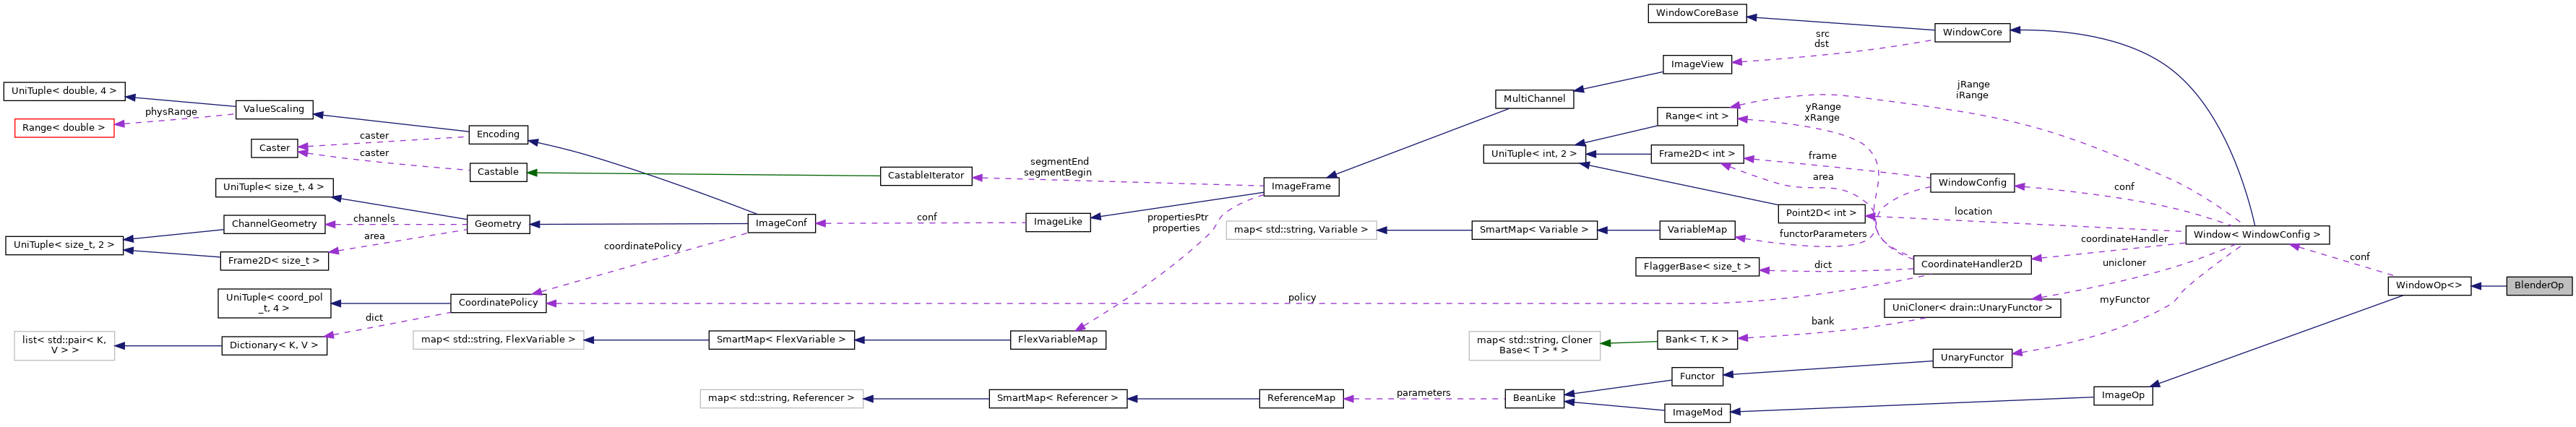 WindowCoreBase
WindowCore
src
dst
ImageView
UniTuple< double, 4 >
ValueScaling
physRange
Range< double >
MultiChannel
jRange
iRange
yRange
xRange
Range< int >
Encoding
caster
Caster
caster
Castable
CastableIterator
segmentEnd
segmentBegin
ImageFrame
UniTuple< int, 2 >
Frame2D< int >
frame
area
WindowConfig
conf
UniTuple< size_t, 4 >
ChannelGeometry
channels
Geometry
area
UniTuple< size_t, 2 >
Frame2D< size_t >
ImageConf
conf
ImageLike
propertiesPtr
properties
coordinatePolicy
Point2D< int >
location
map< std::string, Variable >
SmartMap< Variable >
VariableMap
functorParameters
Window< WindowConfig >
coordinateHandler
CoordinateHandler2D
FlaggerBase< size_t >
dict
unicloner
conf
WindowOp<>
BlenderOp
UniTuple< coord_pol
_t, 4 >
CoordinatePolicy
policy
UniCloner< drain::UnaryFunctor >
myFunctor
dict
list< std::pair< K,
V > >
Dictionary< K, V >
map< std::string, FlexVariable >
SmartMap< FlexVariable >
FlexVariableMap
map< std::string, Cloner
Base< T > * >
Bank< T, K >
bank
UnaryFunctor
Functor
map< std::string, Referencer >
SmartMap< Referencer >
ReferenceMap
parameters
BeanLike
ImageMod
ImageOp